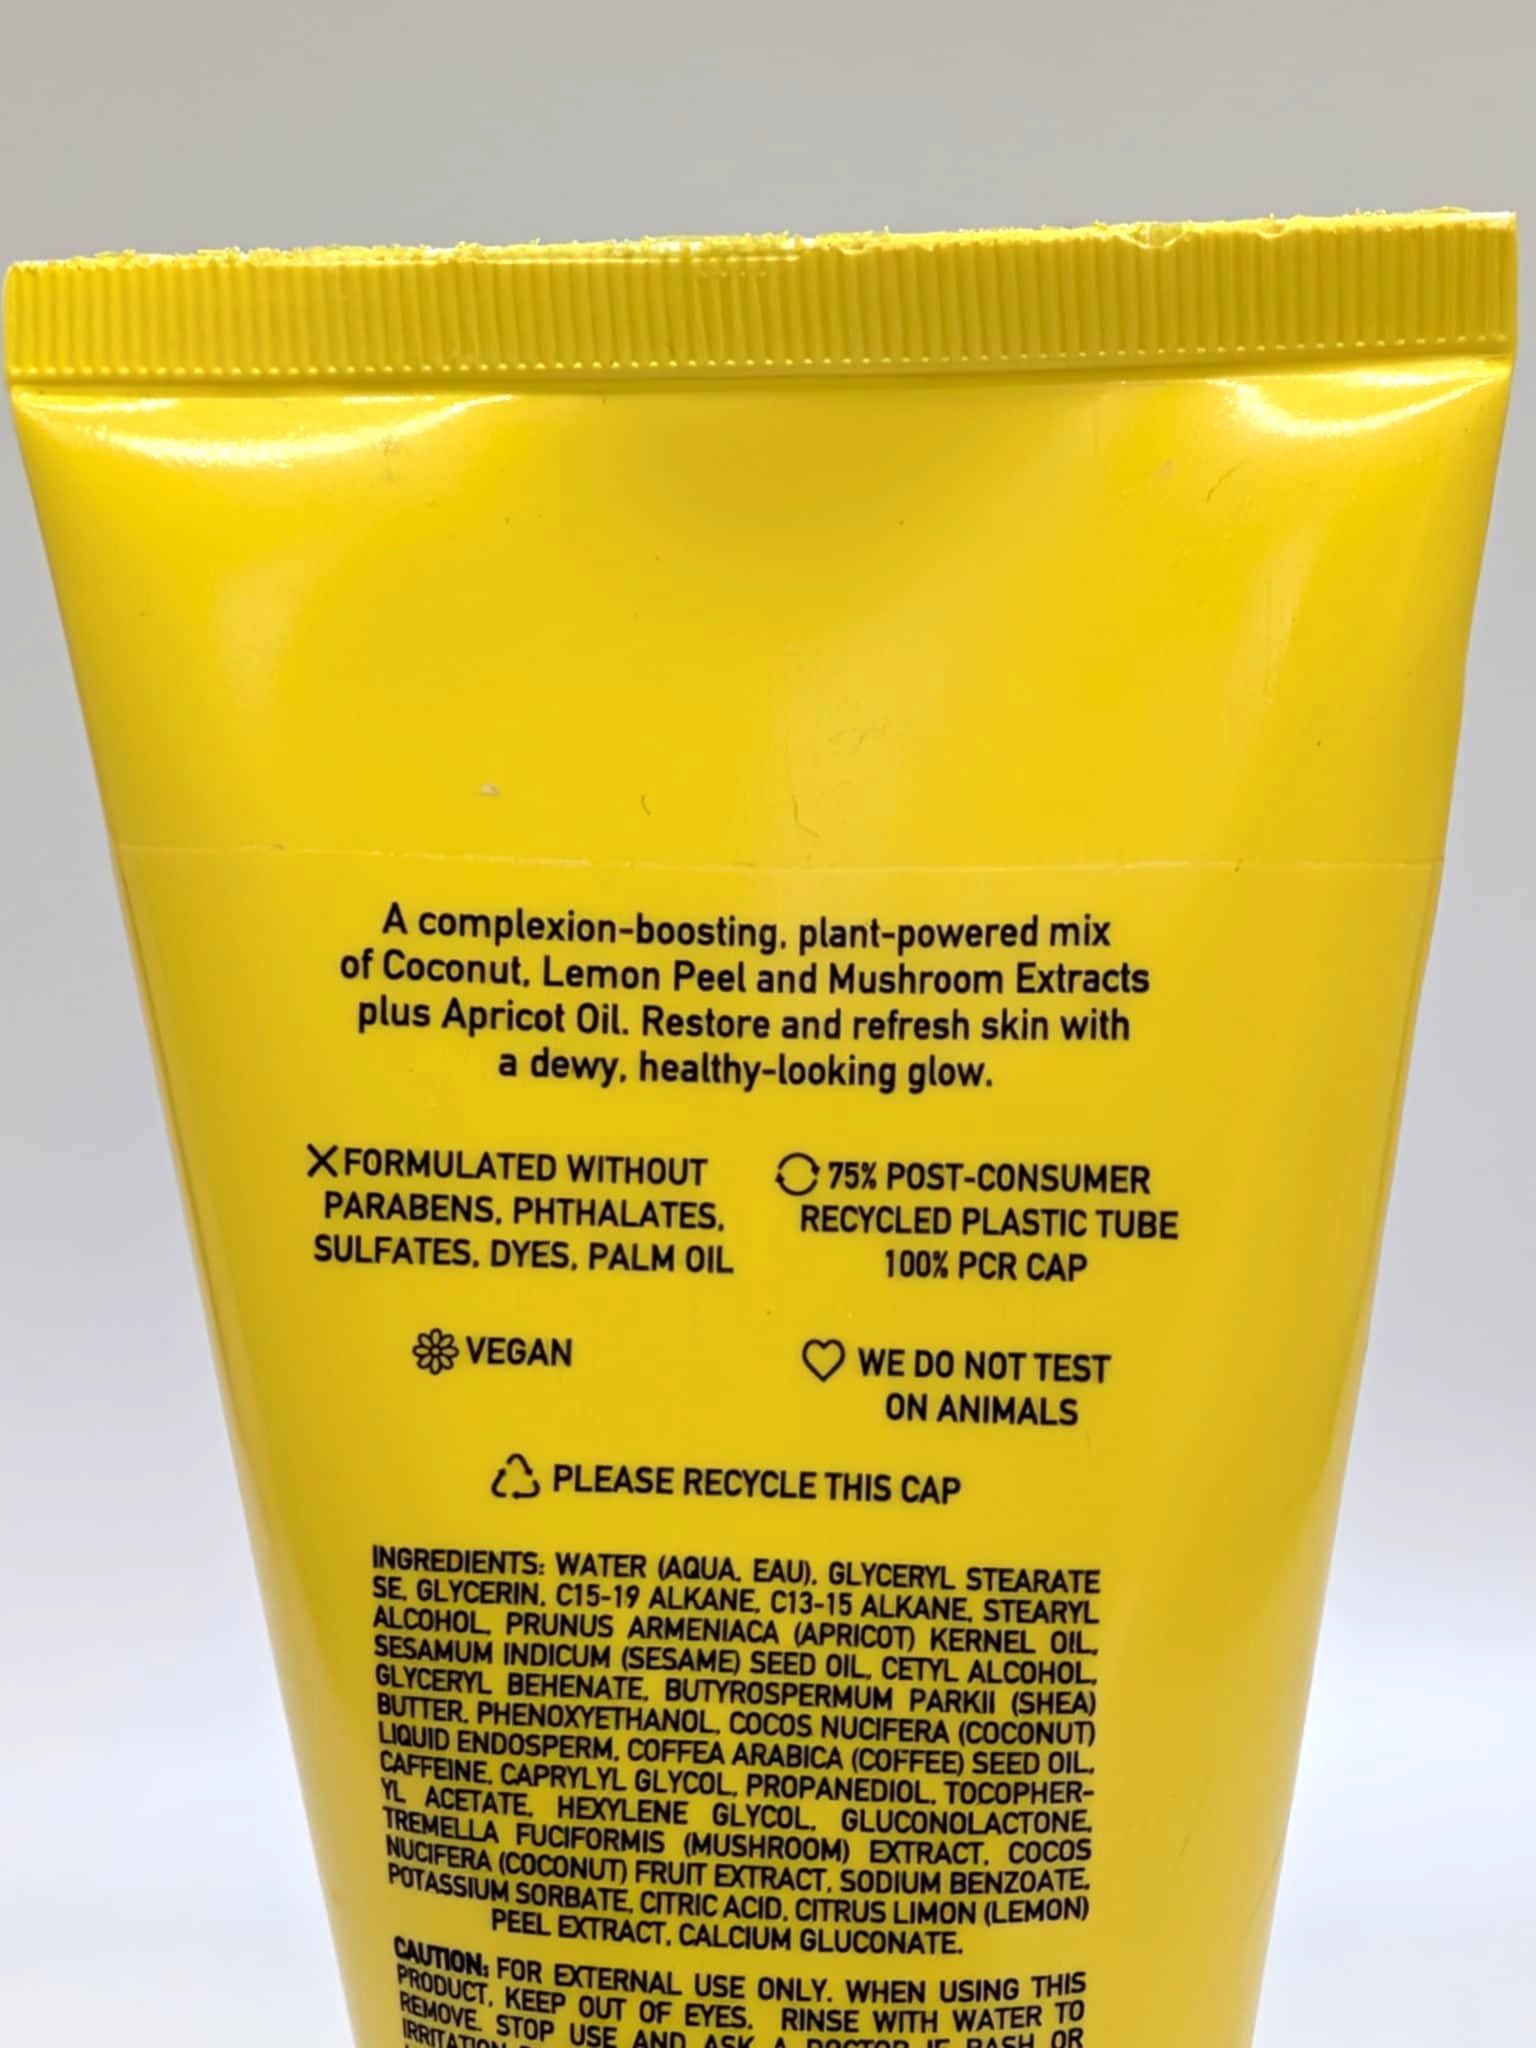 A complexion-boosting, plant-powered mix
of Coconut, Lemon Peel and Mushroom Extracts
plus Apricot Oil. Restore and refresh skin with
a dewy, healthy-looking glow.
FORMULATED WITHOUT
PARABENS, PHTHALATES,
SULFATES, DYES, PALM OIL
75% POST-CONSUMER
RECYCLED PLASTIC TUBE
100% PCR CAP
VEGAN
WE DO NOT TEST
ON ANIMALS
PLEASE RECYCLE THIS CAP
INGREDIENTS: WATER (AQUA, EAU), GLYCERYL STEARATE
SE, GLYCERIN, C15-19 ALKANE, C13-15 ALKANE, STEARYL
ALCOHOL, PRUNUS ARMENIACA (APRICOT) KERNEL OIL,
SESAMUM INDICUM (SESAME) SEED OIL, CETYL ALCOHOL,
GLYCERYL BEHENATE, BUTYROSPERMUM PARKII (SHEA)
BUTTER, PHENOXYETHANOL, COCOS NUCIFERA (COCONUT)
LIQUID ENDOSPERM, COFFEA ARABICA (COFFEE) SEED OIL,
CAFFEINE, CAPRYLYL GLYCOL, PROPANEDIOL, TOCOPHER-
YL ACETATE, HEXYLENE GLYCOL, GLUCONOLACTONE,
TREMELLA FUCIFORMIS (MUSHROOM) EXTRACT, COCOS
NUCIFERA (COCONUT) FRUIT EXTRACT, SODIUM BENZOATE,
POTASSIUM SORBATE, CITRIC ACID, CITRUS LIMON (LEMON)
PEEL EXTRACT, CALCIUM GLUCONATE.
CAUTION: FOR EXTERNAL USE ONLY. WHEN USING THIS
PRODUCT, KEEP OUT OF EYES. RINSE WITH WATER TO
REMOVE. STOP USE AND ASK A DOCTOR IF RASH OR
IRRITATION